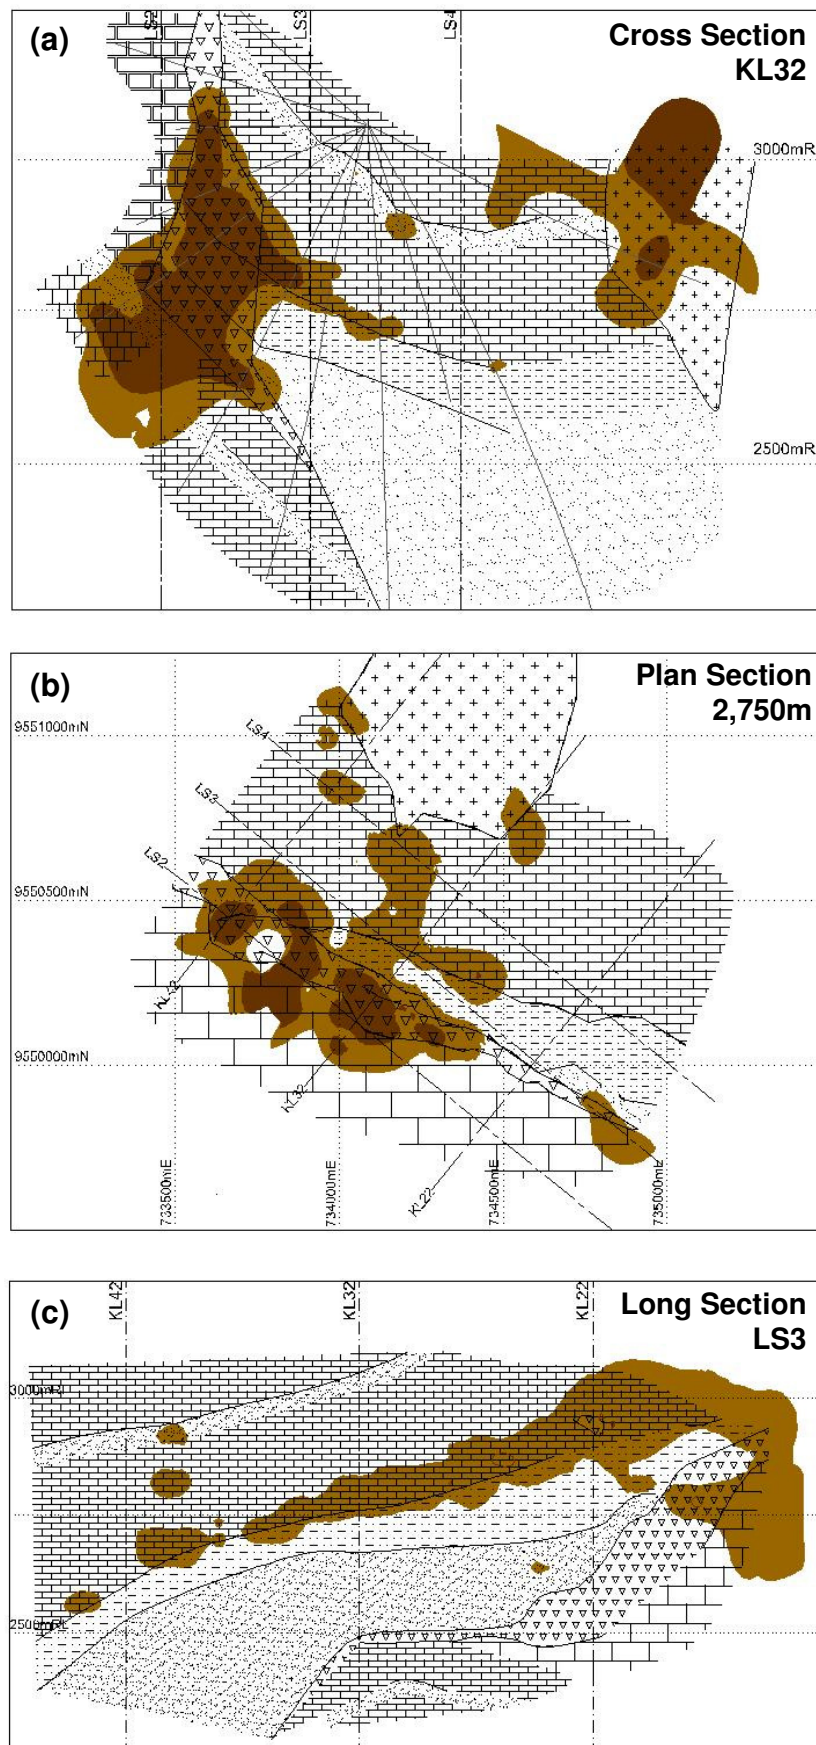 (a)
Cross Section
KL32
LS2
LS3
LS4
3000mR
2500mR
(b)
Plan Section
2,750m
9551000mN
LS4
LS3
LS2
9550500mN
KL42
9550000mN
KL32
KL22
733500mE
734000mE
734500mE
735000mE
(c)
Long Section
LS3
KL42
KL32
KL22
3000mRl
2500mRL